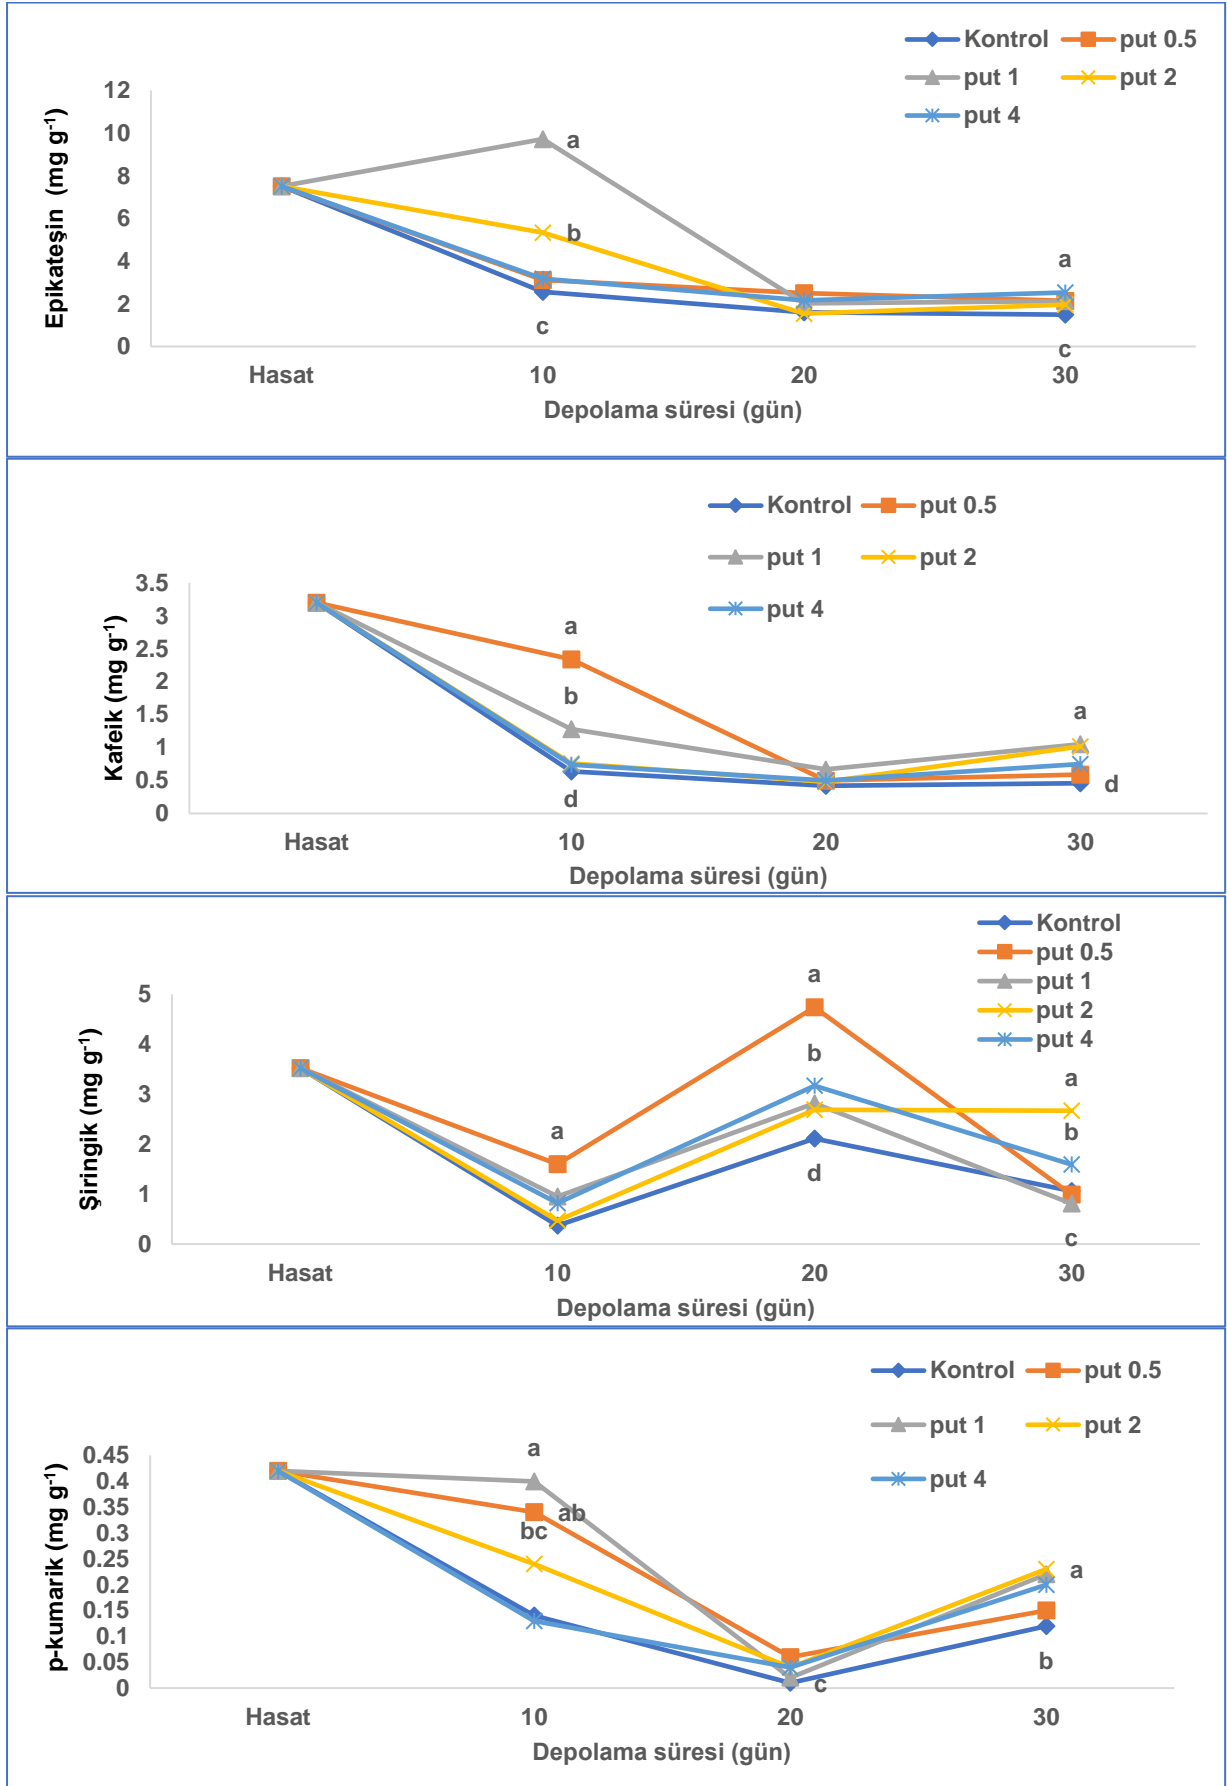 Kontrol put 0.5
put 1 put 2
put 4
Epikateşin (mg g-1)
12
10
8
6
4
2
0
a
b
c
a
c
Hasat 10 20 30
Depolama süresi (gün)
Kontrol put 0.5
put 1 put 2
put 4
Kafeik (mg g-1)
3.5
3
2.5
2
1.5
1
0.5
0
a
b
d
a
d
Hasat 10 20 30
Depolama süresi (gün)
Kontrol
put 0.5
put 1
put 2
put 4
Şiringik (mg g-1)
5
4
3
2
1
0
a
a
b
d
a
b
c
Hasat 10 20 30
Depolama süresi (gün)
Kontrol put 0.5
put 1 put 2
put 4
p-kumarik (mg g-1)
0.45
0.4
0.35
0.3
0.25
0.2
0.15
0.1
0.05
0
a
ab
bc
c
a
b
Hasat 10 20 30
Depolama süresi (gün)